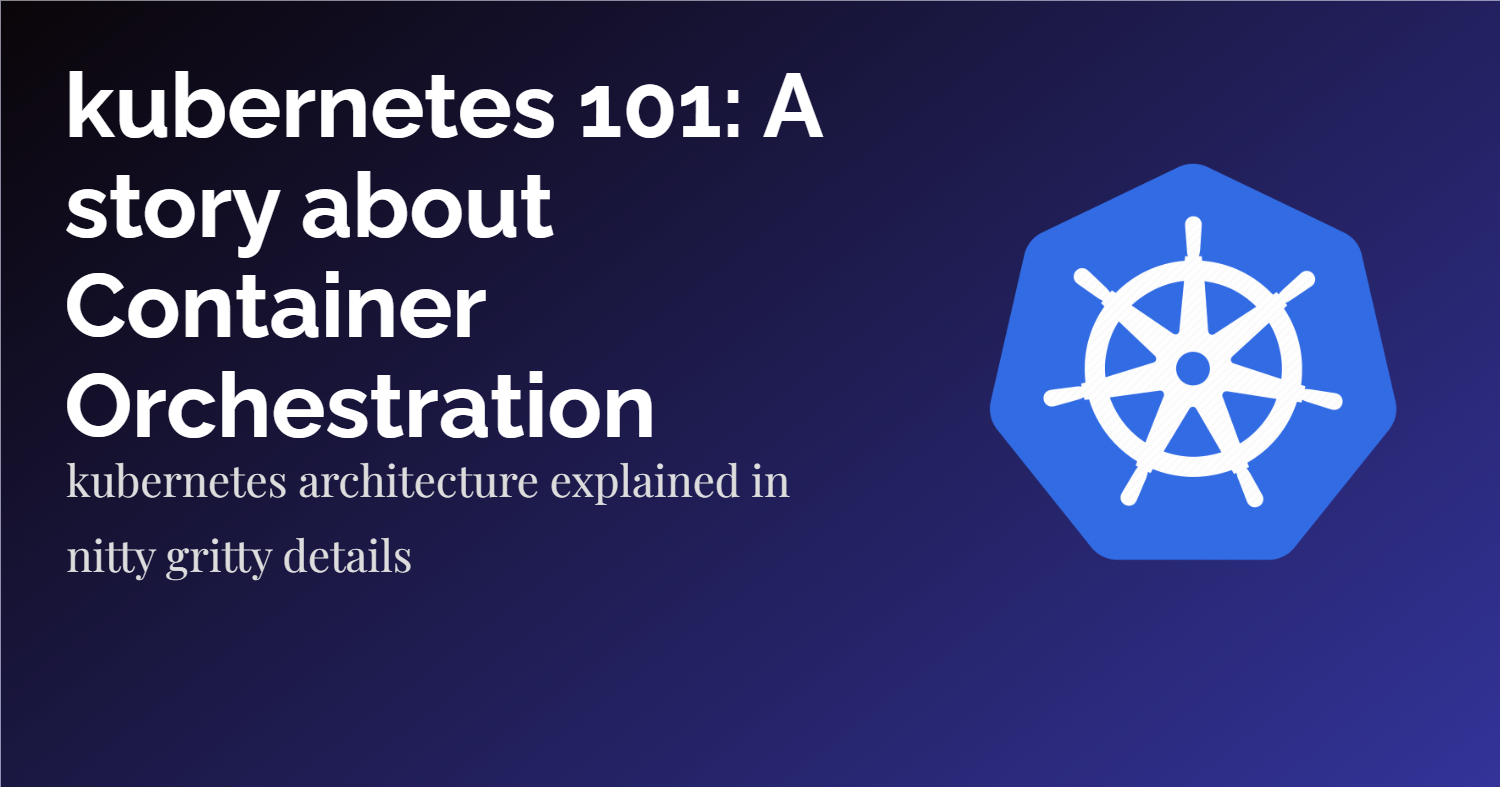 kubernetes 101: A
story about
Container
Orchestration
kubernetes architecture explained in
nitty gritty details